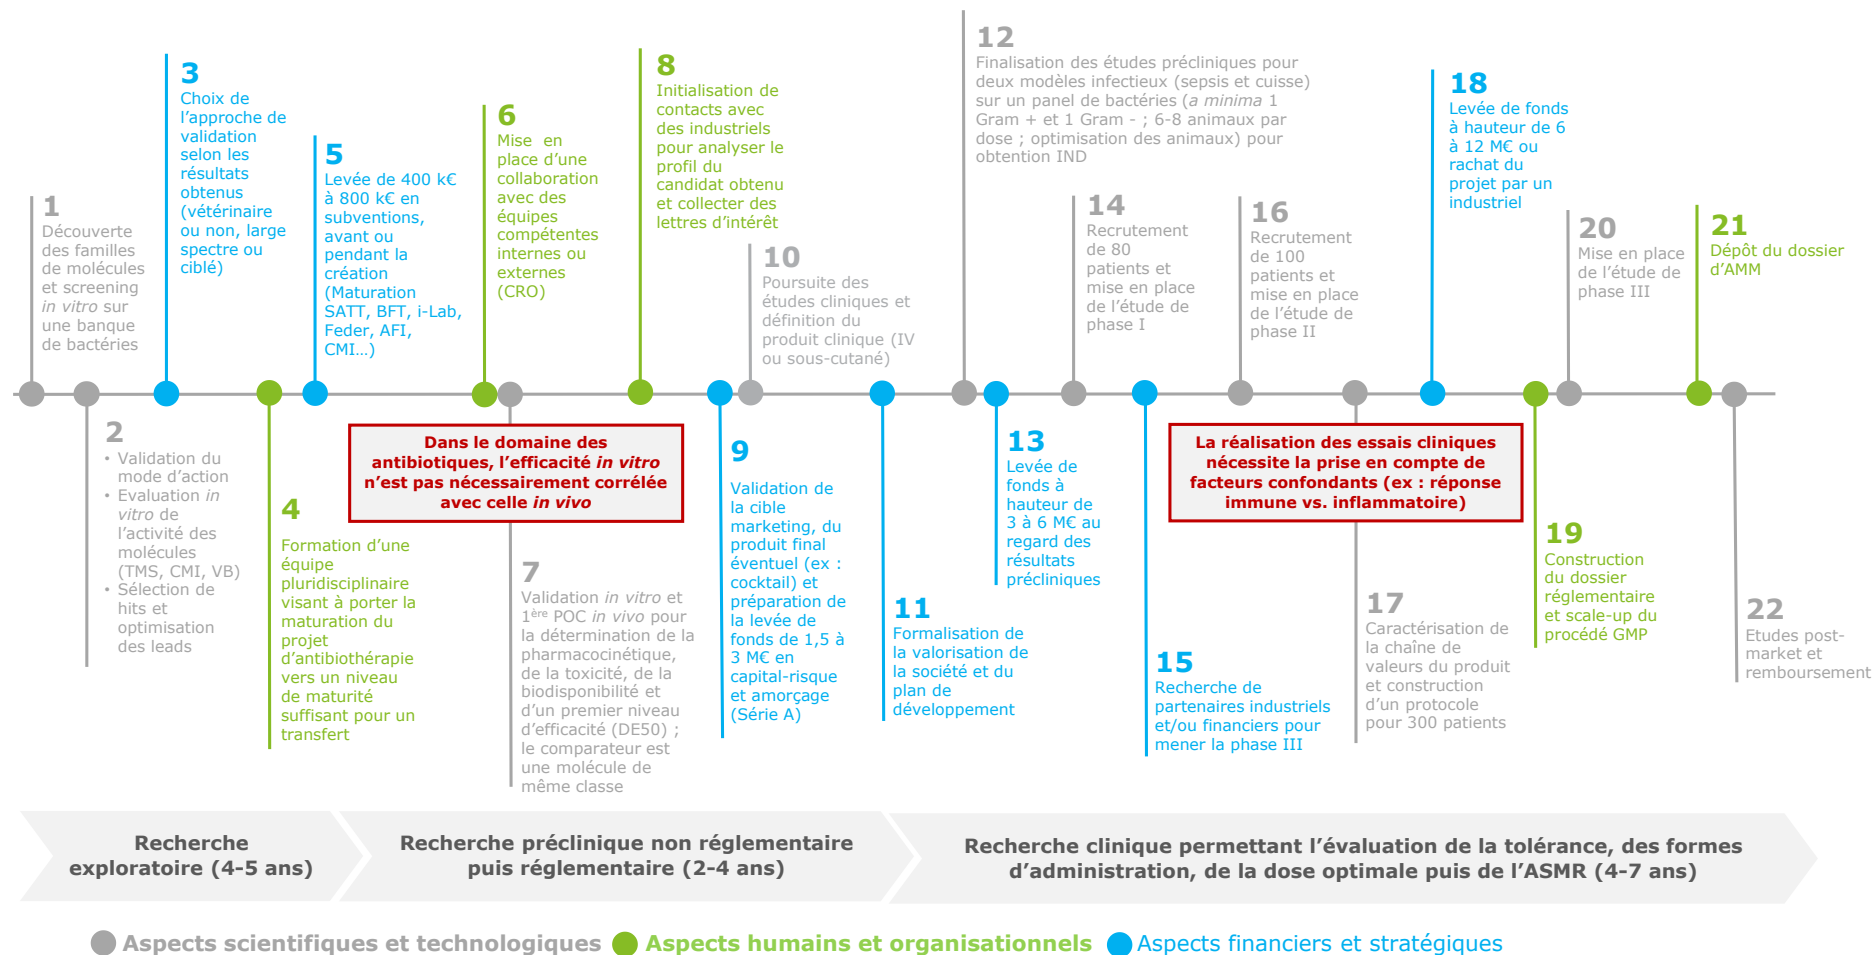 1
Découverte
des familles
de molécules
et screening
in vitro sur
une banque
de bactéries
2
• Validation du
mode d'action
• Evaluation in
vitro de
l'activité des
molécules
(TMS, CMI, VB)
• Sélection de
hits et
optimisation
des leads
3
Choix de
l'approche de
validation
selon les
résultats
obtenus
(vétérinaire
ou non, large
spectre ou
ciblé)
4
Formation d'une
équipe
pluridisciplinaire
visant à porter la
maturation du
projet
d'antibiothérapie
vers un niveau
de maturité
suffisant pour un
transfert
5
Levée de 400 k€
à 800 k€ en
subventions,
avant ou
pendant la
création
(Maturation
SATT, BFT, i-Lab,
Feder, AFI,
CMI...)
6
Mise en
place d'une
collaboration
avec des
équipes
compétentes
internes ou
externes
(CRO)
Dans le domaine des
antibiotiques, l'efficacité in vitro
n'est pas nécessairement corrélée
avec celle in vivo
7
Validation in vitro et
1ère POC in vivo pour
la détermination de la
pharmacocinétique,
de la toxicité, de la
biodisponibilité et
d'un premier niveau
d'efficacité (DE50) ;
le comparateur est
une molécule de
même classe
8
Initialisation de
contacts avec
des industriels
pour analyser le
profil du
candidat obtenu
et collecter des
lettres d'intérêt
9
Validation de
la cible
marketing, du
produit final
éventuel (ex :
cocktail) et
préparation de
la levée de
fonds de 1,5 à
3 M€ en
capital-risque
et amorçage
(Série A)
10
Poursuite des
études cliniques et
définition du
produit clinique (IV
ou sous-cutané)
11
Formalisation de
la valorisation de
la société et du
plan de
développement
12
Finalisation des études précliniques pour
deux modèles infectieux (sepsis et cuisse)
sur un panel de bactéries (a minima 1
Gram + et 1 Gram - ; 6-8 animaux par
dose ; optimisation des animaux) pour
obtention IND
13
Levée de
fonds à
hauteur de
3 à 6 M€ au
regard des
résultats
précliniques
14
Recrutement
de 80
patients et
mise en place
de l'étude de
phase I
15
Recherche de
partenaires industriels
et/ou financiers pour
mener la phase III
16
Recrutement
de 100
patients et
mise en place
de l'étude de
phase II
La réalisation des essais cliniques
nécessite la prise en compte de
facteurs confondants (ex : réponse
immune vs. inflammatoire)
17
Caractérisation de
la chaîne de
valeurs du produit
et construction
d'un protocole
pour 300 patients
18
Levée de fonds
à hauteur de 6
à 12 M€ ou
rachat du
projet par un
industriel
19
Construction
du dossier
réglementaire
et scale-up du
procédé GMP
20
Mise en place
de l'étude de
phase III
21
Dépôt du dossier
d'AMM
22
Etudes post-
market et
remboursement
Recherche
exploratoire (4-5 ans)
Recherche préclinique non réglementaire
puis réglementaire (2-4 ans)
Recherche clinique permettant l'évaluation de la tolérance, des formes
d'administration, de la dose optimale puis de l'ASMR (4-7 ans)
Aspects scientifiques et technologiques
Aspects humains et organisationnels
Aspects financiers et stratégiques